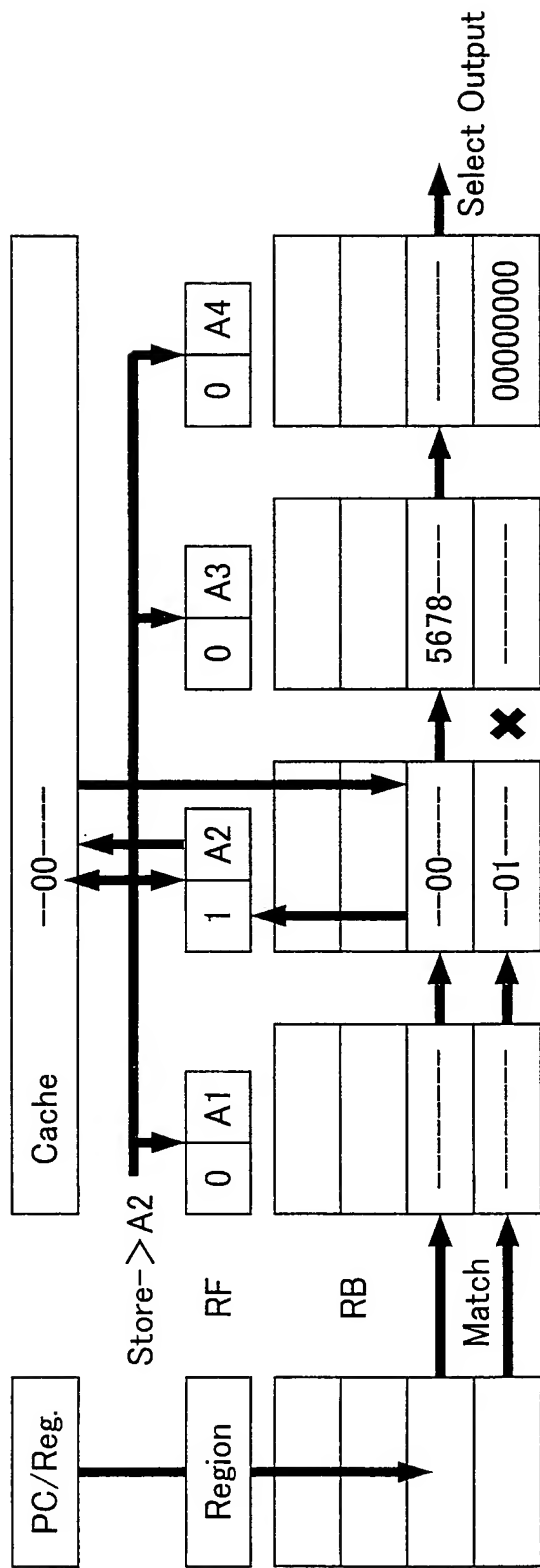 PC/Reg.
Cache
---00------
Store->A2
Region
RF
0 A1
1 A2
0 A3
0 A4
RB
Match
----------
---00------
5678------
----------
Select Output
----------
---01------
----------
00000000